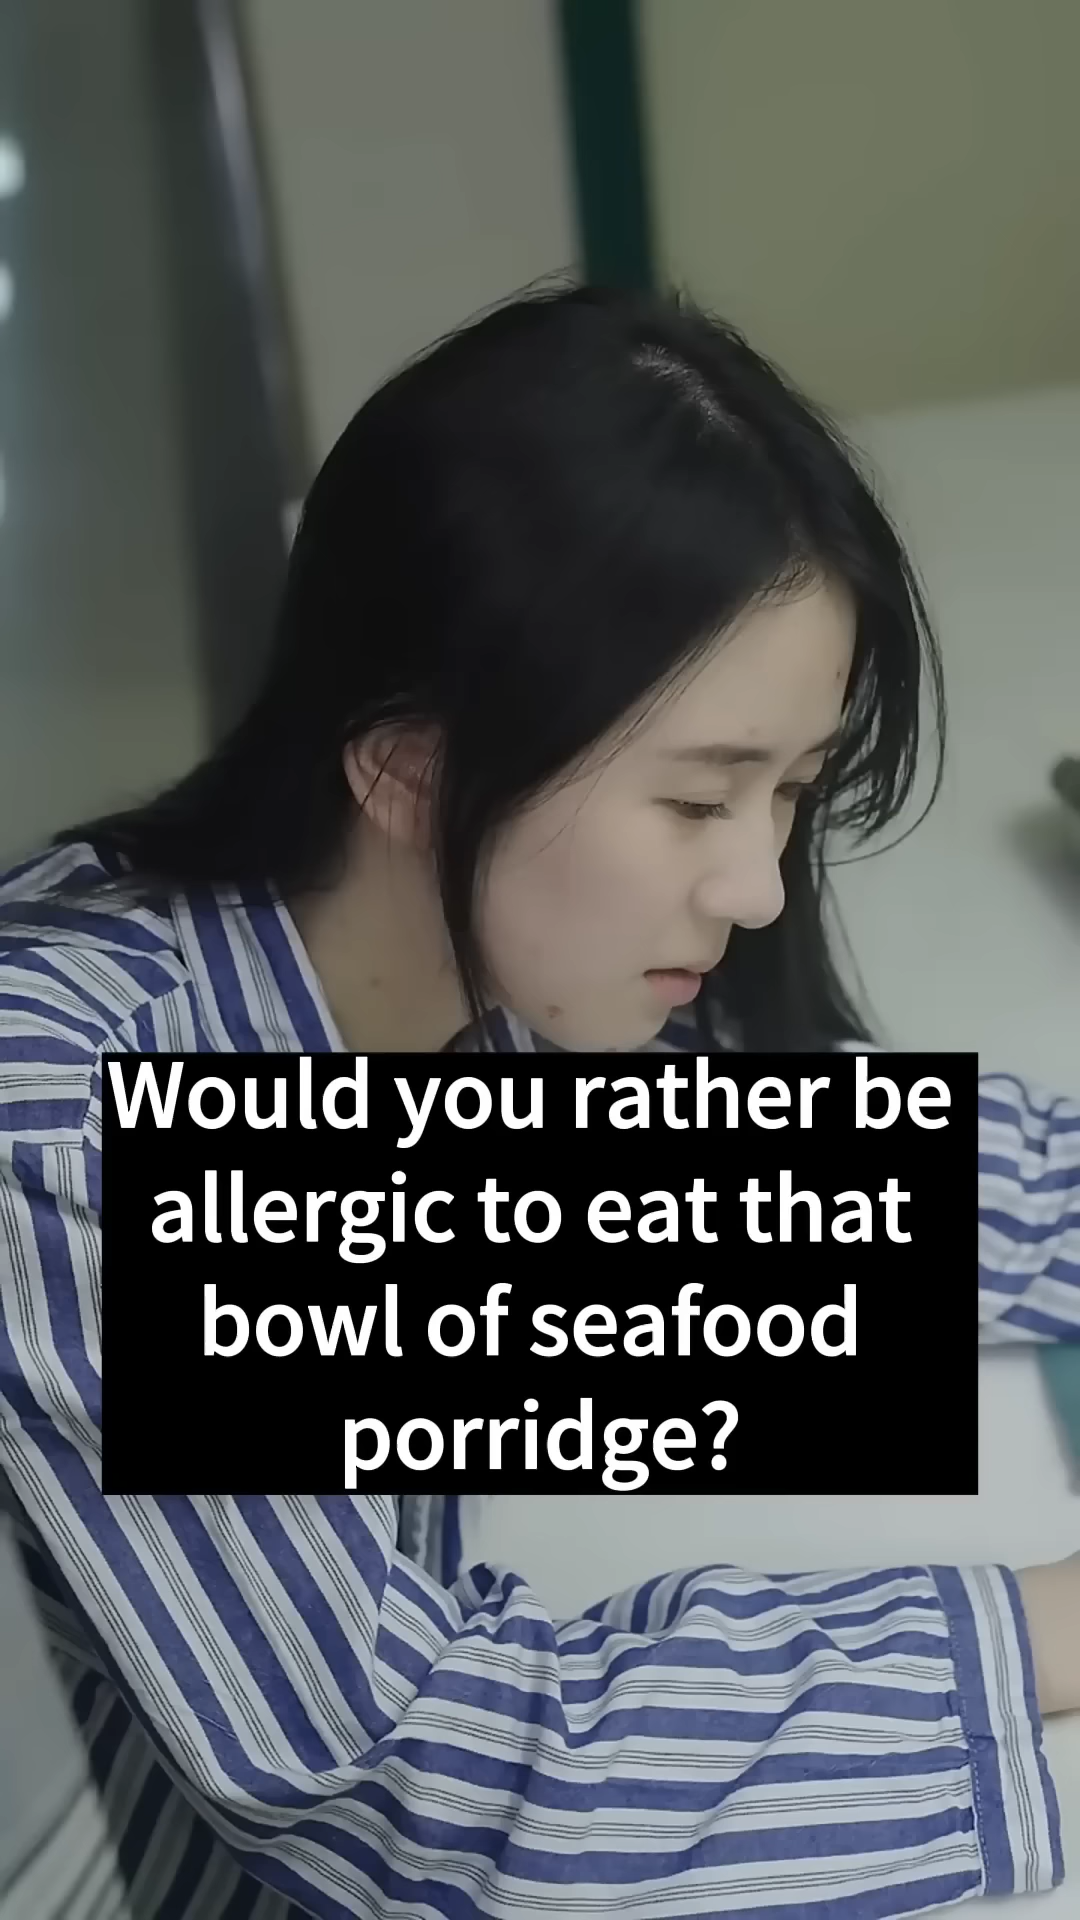 Would you rather be
allergic to eat that
bowl of seafood
porridge?